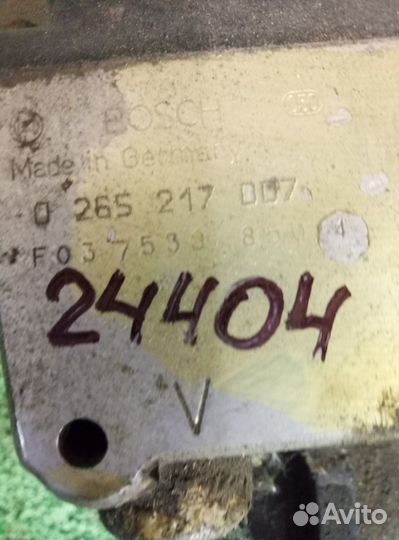 BOSCH
Made in Germany
0 265 217 007
F037533
24404
V
Avito